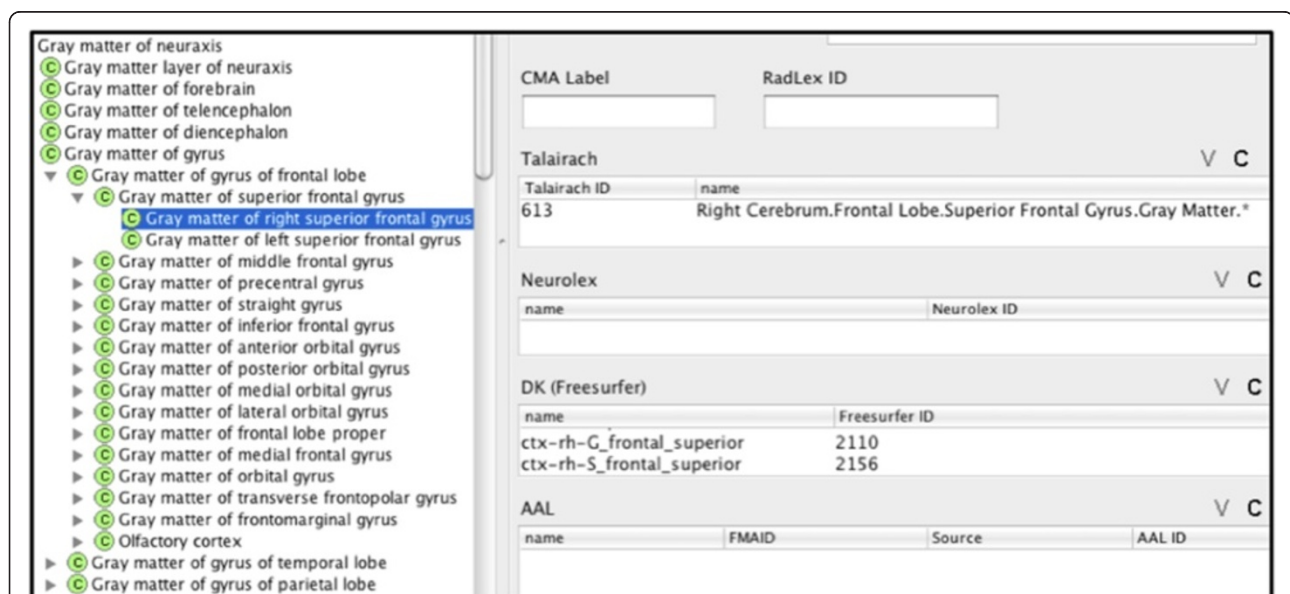 Gray matter of neuraxis
Gray matter layer of neuraxis
Gray matter of forebrain
Gray matter of telencephalon
Gray matter of diencephalon
Gray matter of gyrus
Gray matter of gyrus of frontal lobe
Gray matter of superior frontal gyrus
Gray matter of right superior frontal gyrus
Gray matter of left superior frontal gyrus
Gray matter of middle frontal gyrus
Gray matter of precentral gyrus
Gray matter of straight gyrus
Gray matter of inferior frontal gyrus
Gray matter of anterior orbital gyrus
Gray matter of posterior orbital gyrus
Gray matter of medial orbital gyrus
Gray matter of lateral orbital gyrus
Gray matter of frontal lobe proper
Gray matter of medial frontal gyrus
Gray matter of orbital gyrus
Gray matter of transverse frontopolar gyrus
Gray matter of frontomarginal gyrus
Olfactory cortex
Gray matter of gyrus of temporal lobe
Gray matter of gyrus of parietal lobe
CMA Label RadLex ID
Talairach V C
Talairach ID name
613 Right Cerebrum.Frontal Lobe.Superior Frontal Gyrus.Gray Matter.*
Neurolex V C
name Neurolex ID
DK (Freesurfer) V C
name Freesurfer ID
ctx-rh-G_frontal_superior 2110
ctx-rh-S_frontal_superior 2156
AAL V C
name FMAID Source AAL ID